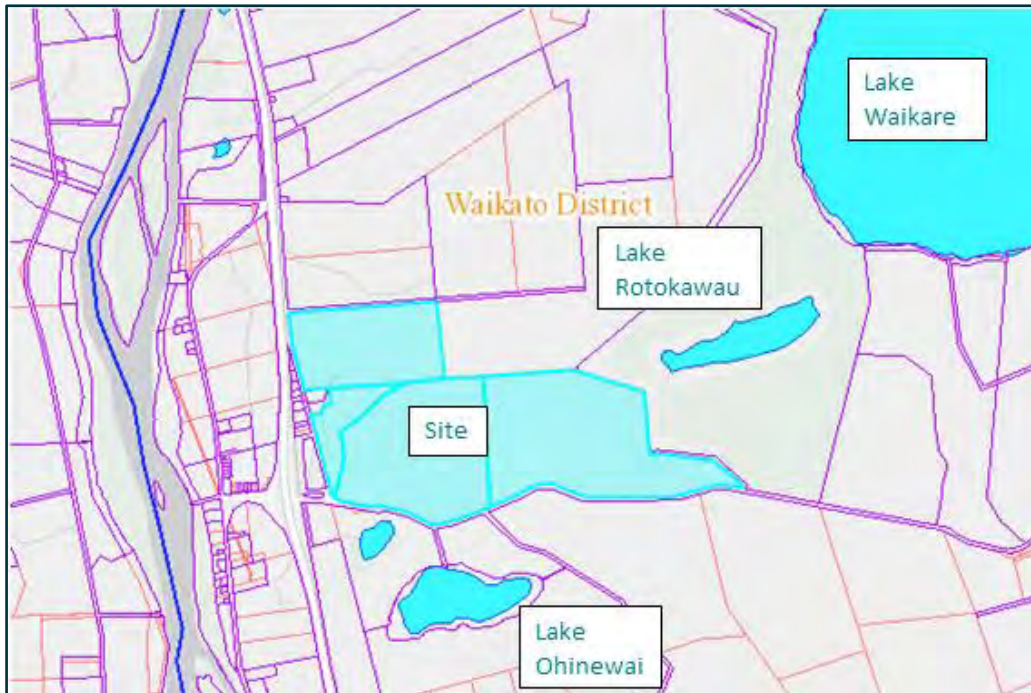 Lake
Waikare
Waikato District
Lake
Rotokawau
Site
Lake
Ohinewai